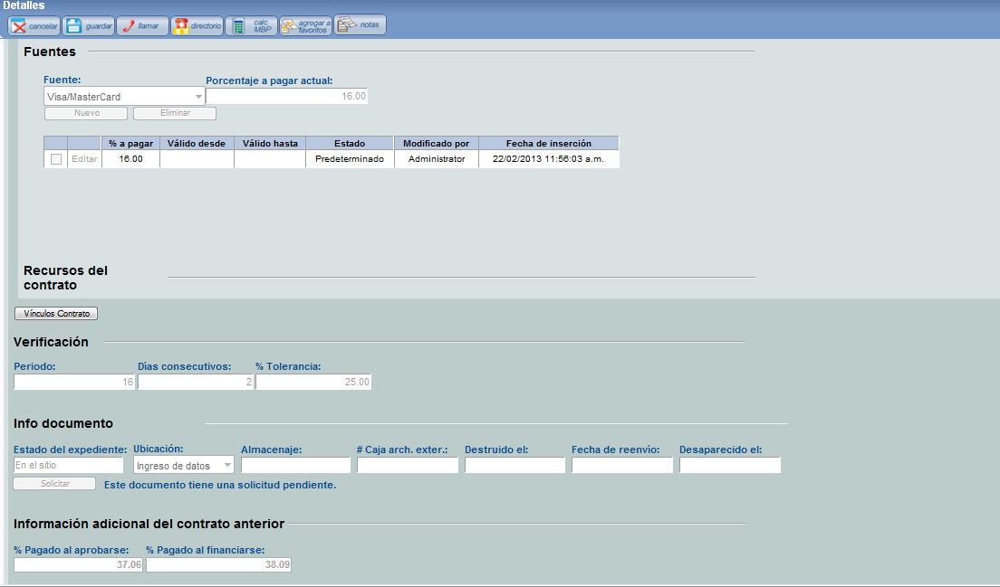 Detalles
cancelar guardar llamar directorio calc. MBP agregar a favoritos notas
Fuentes
Fuente: Porcentaje a pagar actual:
Visa/MasterCard 16.00
Nuevo Eliminar
% a pagar Válido desde Válido hasta Estado Modificado por Fecha de inserción
Editar 16.00 Predeterminado Administrator 22/02/2013 11:56:03 a.m.
Recursos del
contrato
Vínculos Contrato
Verificación
Periodo: Días consecutivos: % Tolerancia:
16 2 25.00
Info documento
Estado del expediente: Ubicación: Almacenaje: # Caja arch. exter.: Destruido el: Fecha de reenvío: Desaparecido el:
En el sitio Ingreso de datos
Solicitar Este documento tiene una solicitud pendiente.
Información adicional del contrato anterior
% Pagado al aprobarse: % Pagado al financiarse:
37.06 38.09